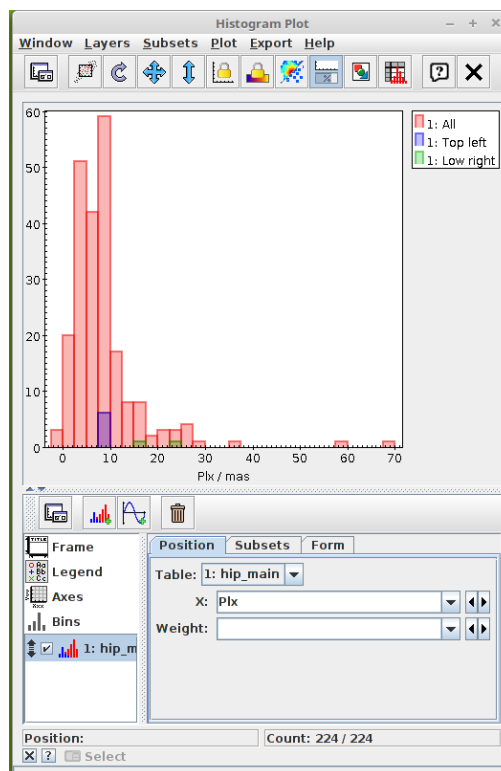 Histogram Plot
Window Layers Subsets Plot Export Help
1: All
1: Top left
1: Low right
60
50
40
30
20
10
0
0 10 20 30 40 50 60 70
Plx / mas
Frame
Legend
Axes
Bins
1: hip_m
Position Subsets Form
Table: 1: hip_main
X: Plx
Weight:
Position: Count: 224 / 224
Select